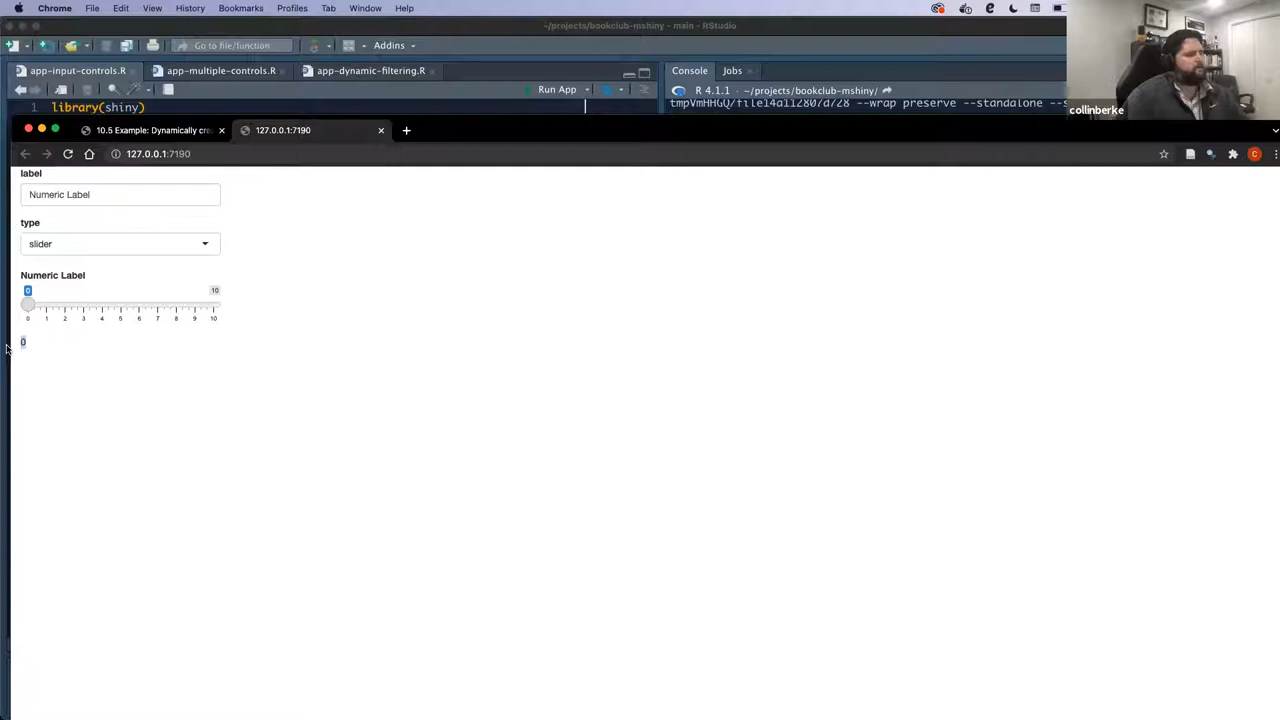 Chrome File Edit View History Bookmarks Profiles Tab Window Help
~/projects/bookclub-mshiny - main - RStudio
Go to file/function Addins
app-input-controls.R app-multiple-controls.R app-dynamic-filtering.R Console Jobs
Run App R 4.1.1 · ~/projects/bookclub-mshiny/
1 library(shiny)
--wrap preserve --standalone
collinberke
10.5 Example: Dynamically cre 127.0.0.1:7190
127.0.0.1:7190
C
label
Numeric Label
type
slider
Numeric Label
0 10
0 1 2 3 4 5 6 7 8 9 10
0